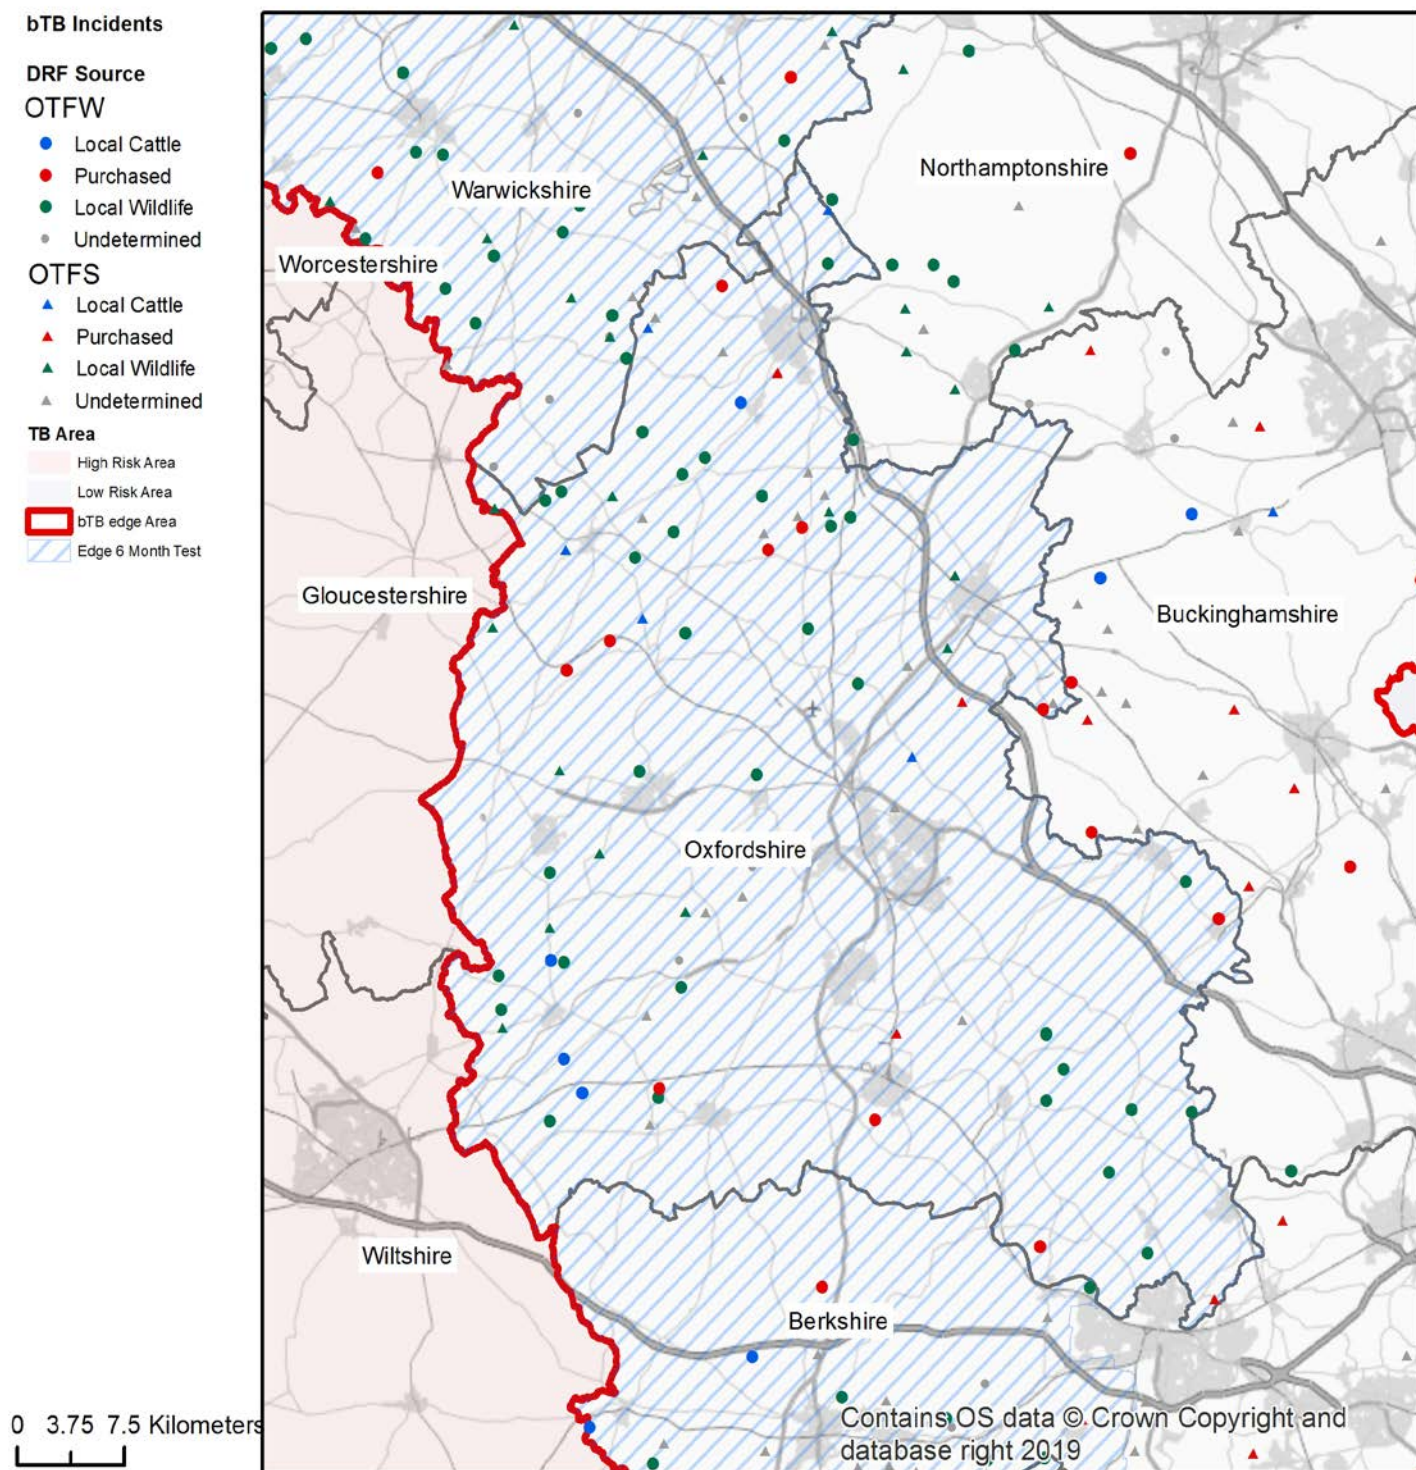 bTB Incidents
DRF Source
OTFW
Local Cattle
Purchased
Local Wildlife
Undetermined
OTFS
Local Cattle
Purchased
Local Wildlife
Undetermined
TB Area
High Risk Area
Low Risk Area
bTB edge Area
Edge 6 Month Test
0 3.75 7.5 Kilometers
Northamptonshire
Warwickshire
Worcestershire
Gloucestershire
Buckinghamshire
Oxfordshire
Wiltshire
Berkshire
Contains OS data © Crown Copyright and
database right 2019